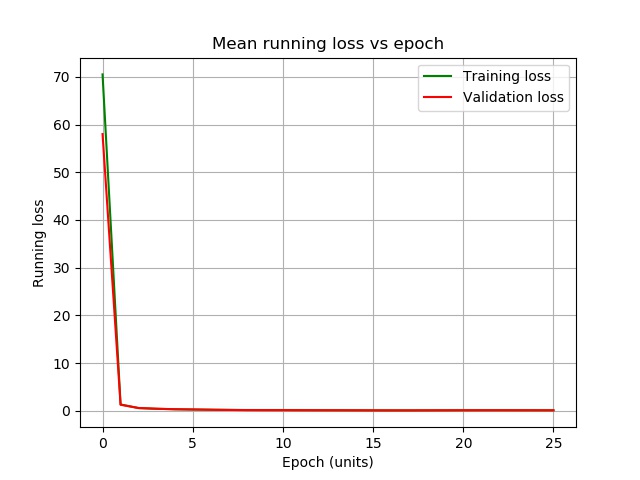 Mean running loss vs epoch
Training loss
Validation loss
Running loss
70
60
50
40
30
20
10
0
0 5 10 15 20 25
Epoch (units)